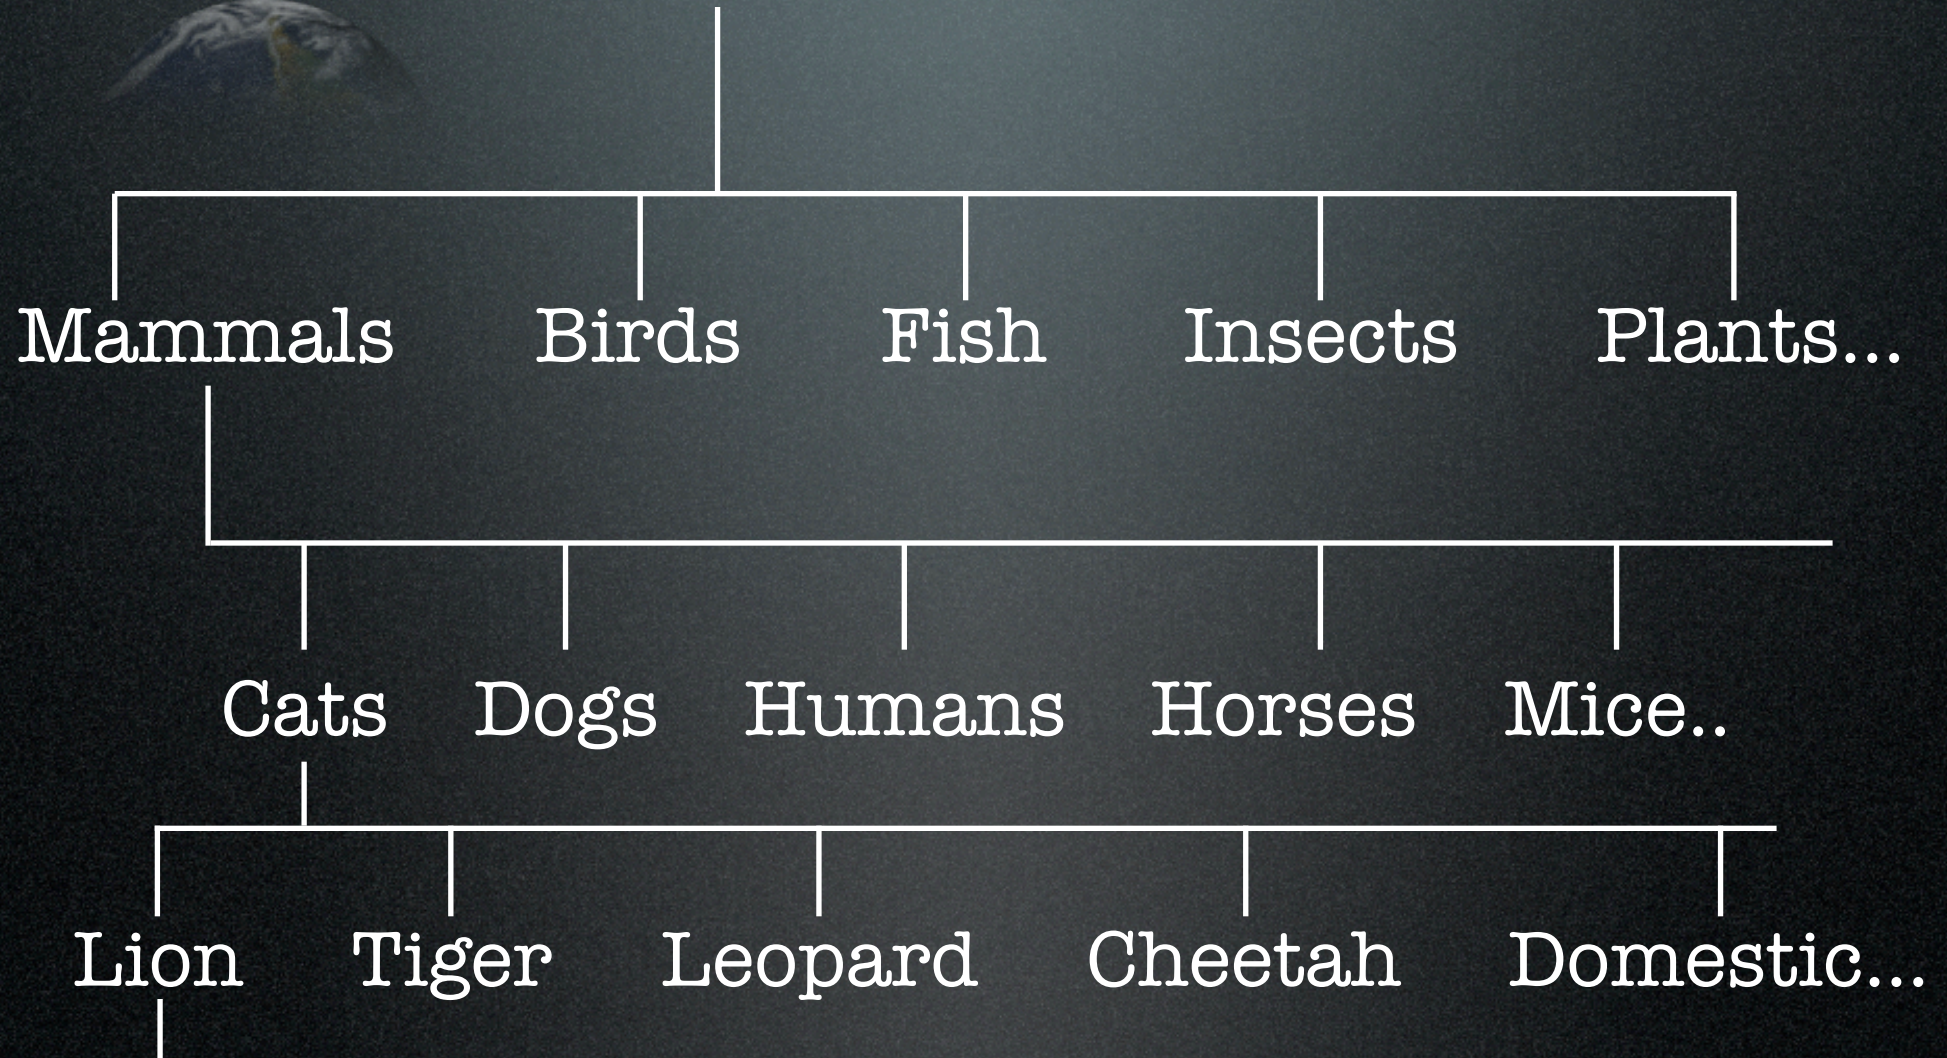 Mammals Birds Fish Insects Plants...
Cats Dogs Humans Horses Mice..
Lion Tiger Leopard Cheetah Domestic...